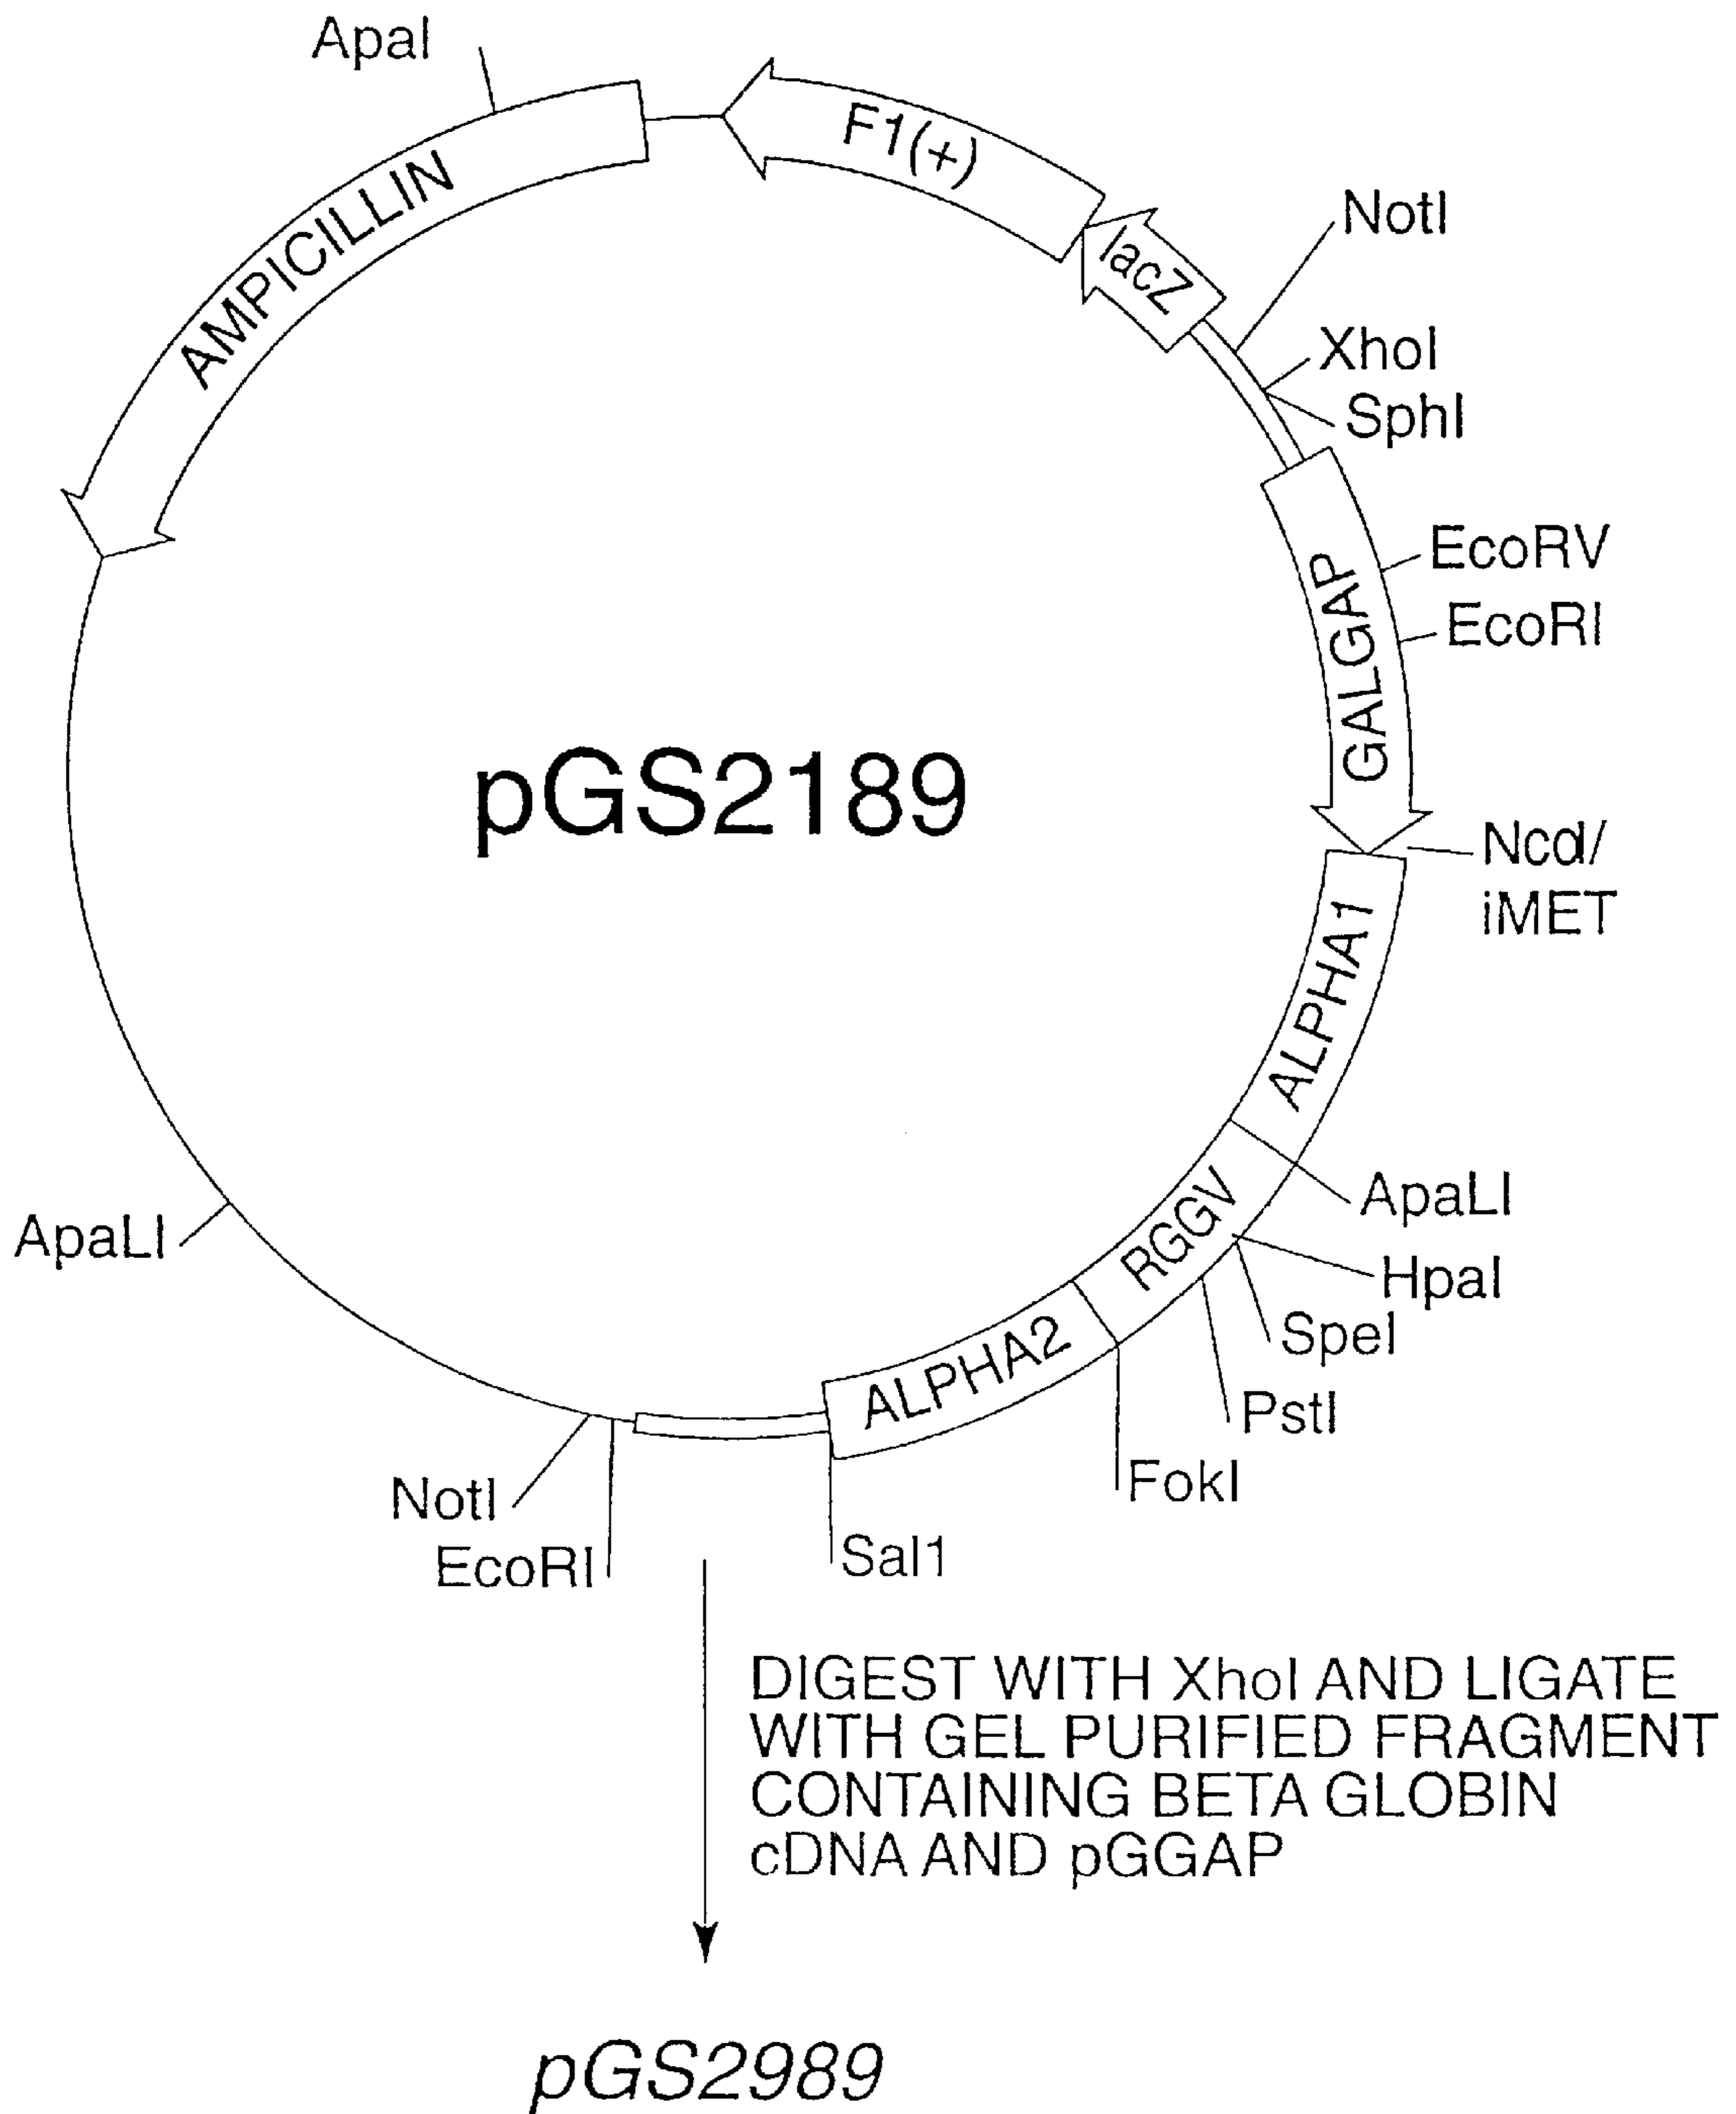 ApaI
F1(+)
NotI
lacZ
AMPICILLIN
XhoI
SphI
EcoRV
EcoRI
GALGAP
pGS2189
NcoI/
iMET
ALPHA1
ApaLI
RGGV
ApaLI
HpaI
SpeI
ALPHA2
PstI
FokI
NotI
Sal1
EcoRI
DIGEST WITH XhoI AND LIGATE
WITH GEL PURIFIED FRAGMENT
CONTAINING BETA GLOBIN
cDNA AND pGGAP
pGS2989